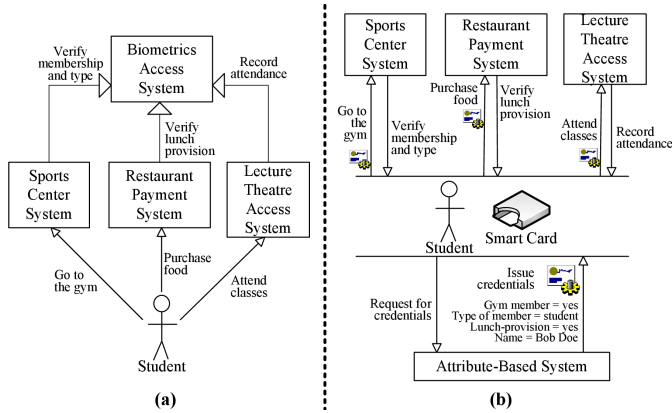 Verify
membership
and type
Biometrics
Access
System
Record
attendance
Verify
lunch
provision
Sports
Center
System
Restaurant
Payment
System
Lecture
Theatre
Access
System
Go to
the gym
Purchase
food
Attend
classes
Student
(a)
Sports
Center
System
Restaurant
Payment
System
Lecture
Theatre
Access
System
Go to
the gym
Verify
membership
and type
Purchase
food
Verify
lunch
provision
Attend
classes
Record
attendance
Student
Smart Card
Request for
credentials
Issue
credentials
Gym member = yes
Type of member = student
Lunch-provision = yes
Name = Bob Doe
Attribute-Based System
(b)